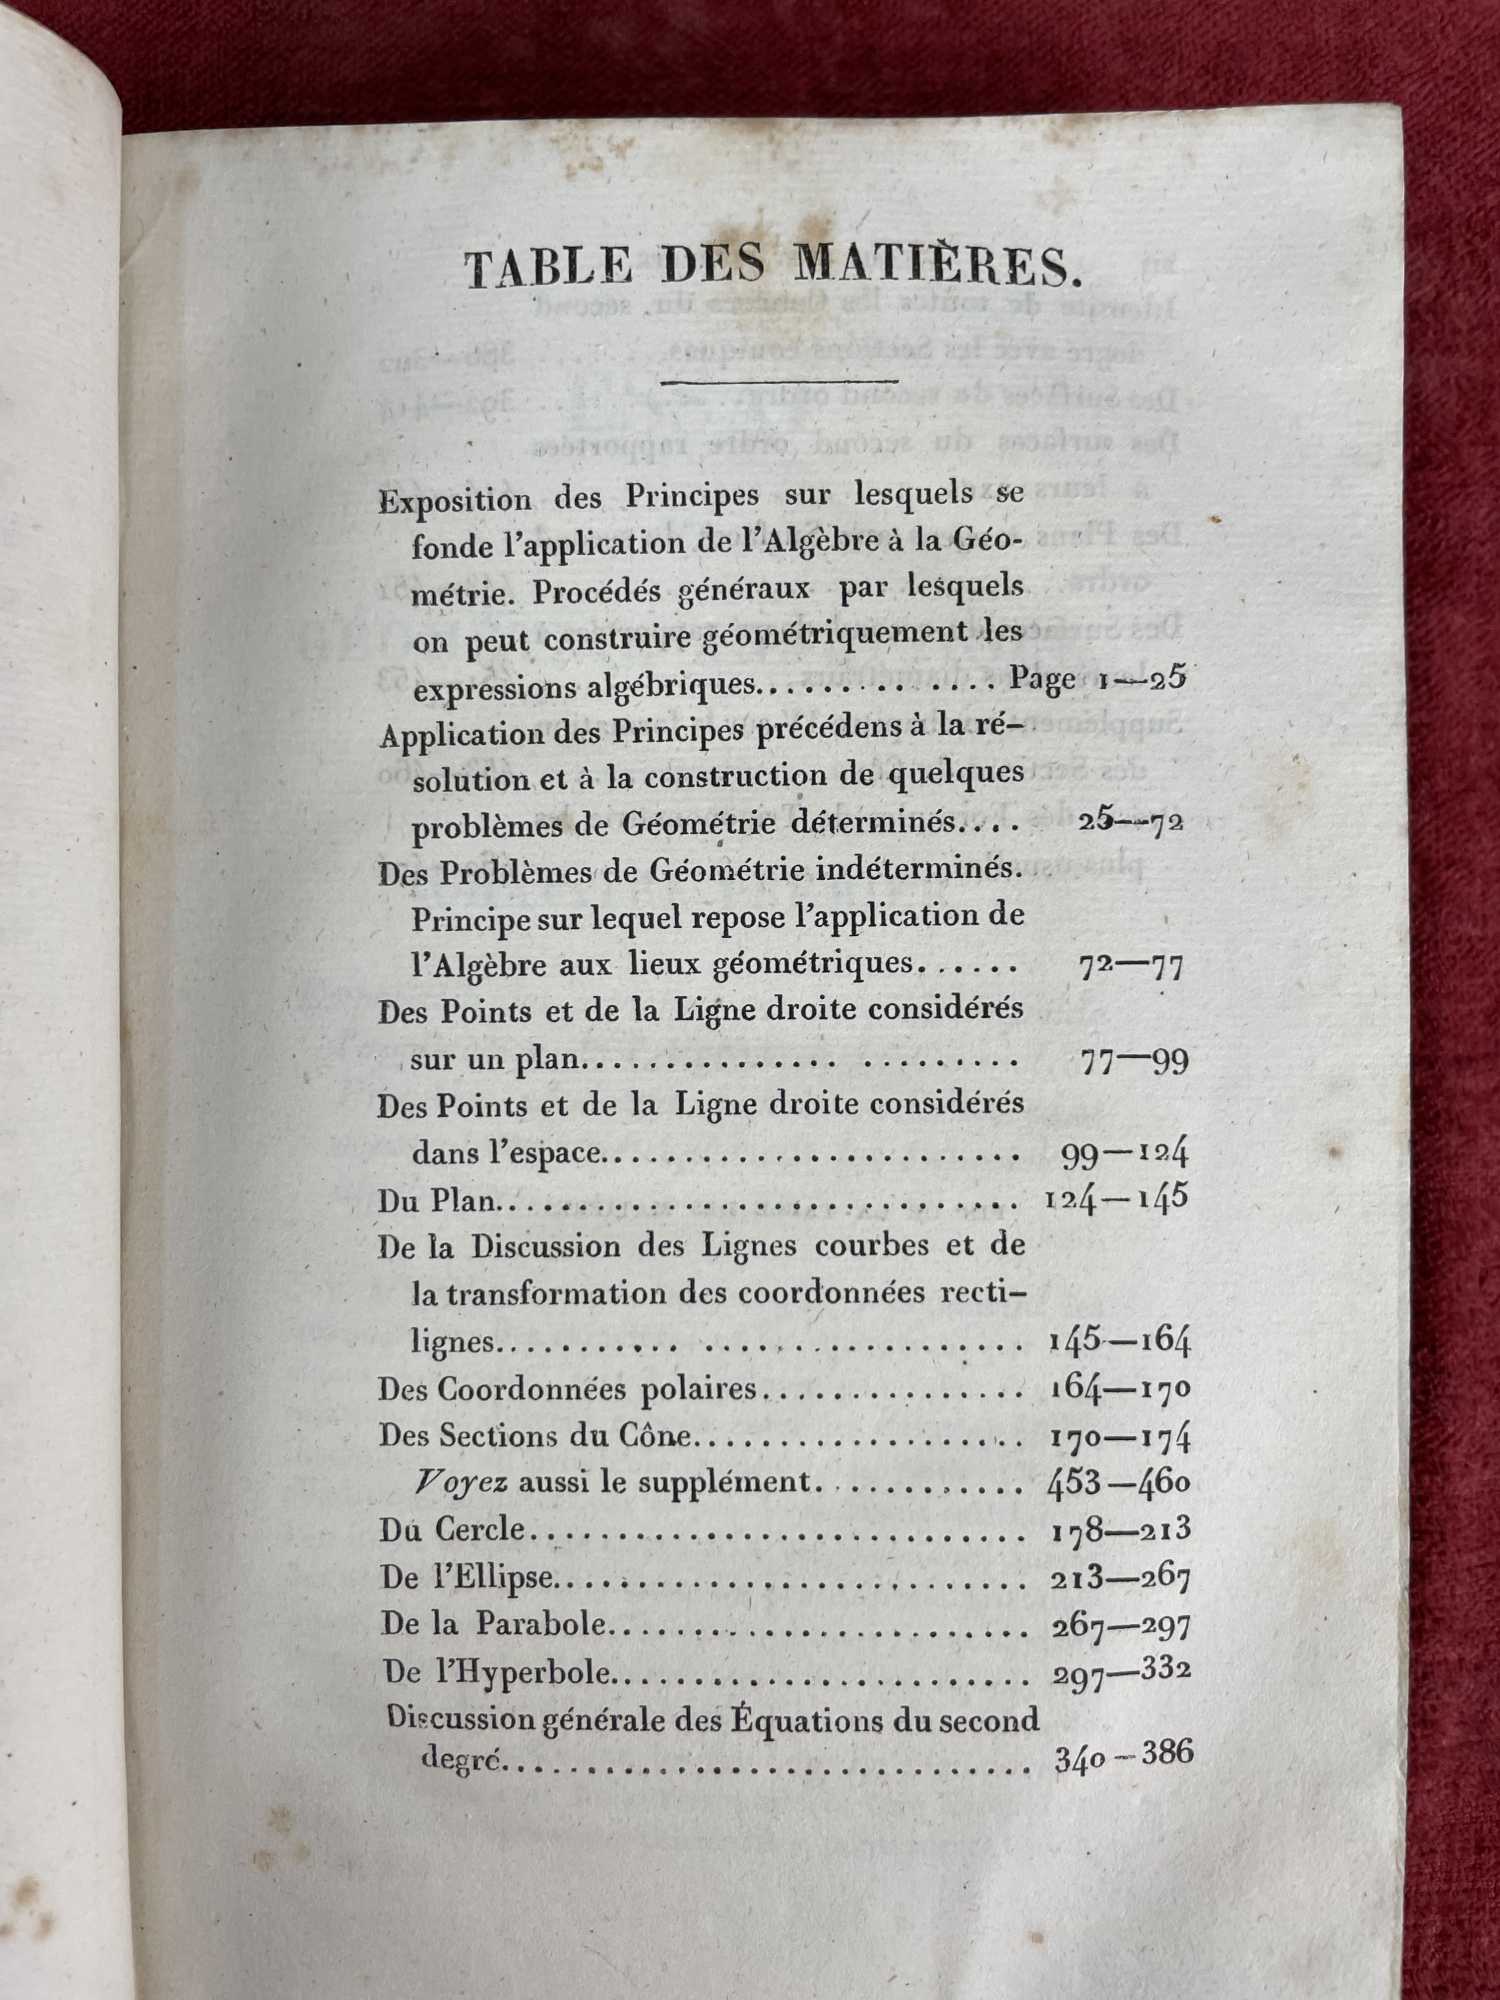 TABLE DES MATIÈRES.
Exposition des Principes sur lesquels se
fonde l'application de l'Algèbre à la Géo-
métrie. Procédés généraux par lesquels
on peut construire géométriquement les
expressions algébriques.............. Page 1—25
Application des Principes précédens à la ré-
solution et à la construction de quelques
problèmes de Géométrie déterminés.... 25—72
Des Problèmes de Géométrie indéterminés.
Principe sur lequel repose l'application de
l'Algèbre aux lieux géométriques...... 72—77
Des Points et de la Ligne droite considérés
sur un plan........................ 77—99
Des Points et de la Ligne droite considérés
dans l'espace........................ 99—124
Du Plan............................ 124—145
De la Discussion des Lignes courbes et de
la transformation des coordonnées recti-
lignes............................ 145—164
Des Coordonnées polaires............... 164—170
Des Sections du Cône.................... 170—174
Voyez aussi le supplément............ 453—460
Du Cercle.......................... 178—213
De l'Ellipse......................... 213—267
De la Parabole........................ 267—297
De l'Hyperbole........................ 297—332
Discussion générale des Équations du second
degré............................ 340—386